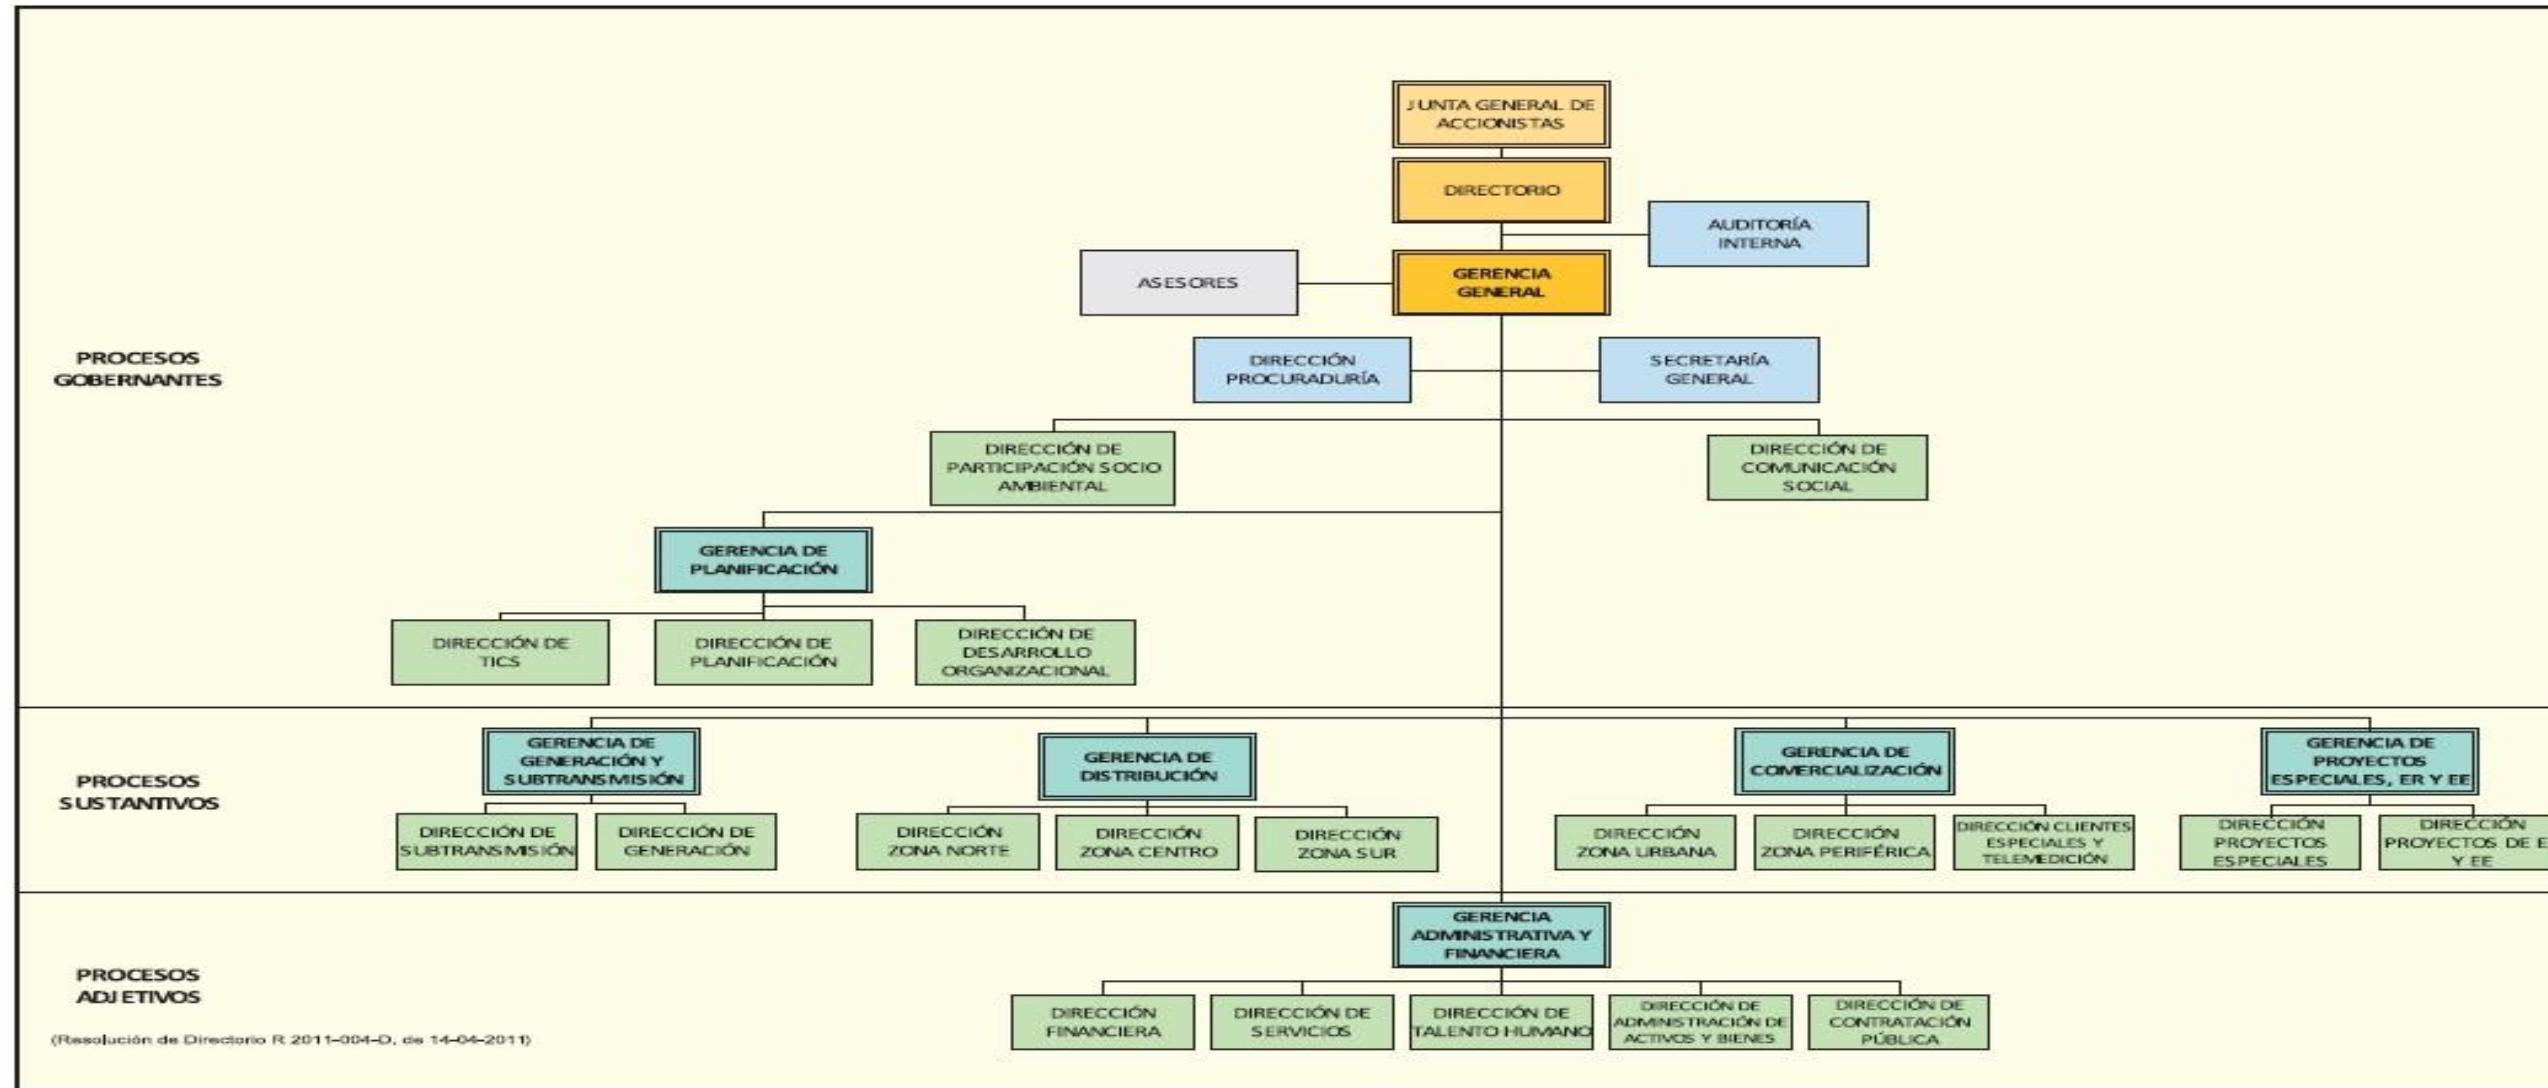 JUNTA GENERAL DE
ACCIONISTAS
DIRECTORIO
AUDITORÍA
INTERNA
ASESORES
GERENCIA
GENERAL
PROCESOS
GOBERNANTES
DIRECCIÓN
PROCURADURÍA
SECRETARÍA
GENERAL
DIRECCIÓN DE
PARTICIPACIÓN SOCIO
AMBIENTAL
DIRECCIÓN DE
COMUNICACIÓN
SOCIAL
GERENCIA DE
PLANIFICACIÓN
DIRECCIÓN DE
TICS
DIRECCIÓN DE
PLANIFICACIÓN
DIRECCIÓN DE
DESARROLLO
ORGANIZACIONAL
PROCESOS
SUSTANTIVOS
GERENCIA DE
GENERACIÓN Y
SUBTRANSMISIÓN
GERENCIA DE
DISTRIBUCIÓN
GERENCIA DE
COMERCIALIZACIÓN
GERENCIA DE
PROYECTOS
ESPECIALES, ER Y EE
DIRECCIÓN DE
SUBTRANSMISIÓN
DIRECCIÓN DE
GENERACIÓN
DIRECCIÓN
ZONA NORTE
DIRECCIÓN
ZONA CENTRO
DIRECCIÓN
ZONA SUR
DIRECCIÓN
ZONA URBANA
DIRECCIÓN
ZONA PERIFÉRICA
DIRECCIÓN CLIENTES
ESPECIALES Y
TELEMEDICIÓN
DIRECCIÓN
PROYECTOS
ESPECIALES
DIRECCIÓN
PROYECTOS DE
Y EE
PROCESOS
ADJETIVOS
GERENCIA
ADMINISTRATIVA Y
FINANCIERA
DIRECCIÓN
FINANCIERA
DIRECCIÓN DE
SERVICIOS
DIRECCIÓN DE
TALENTO HUMANO
DIRECCIÓN DE
ADMINISTRACIÓN DE
ACTIVOS Y BIENES
DIRECCIÓN DE
CONTRATACIÓN
PÚBLICA
(Resolución de Directorio R 2011-004-D, de 14-04-2011)